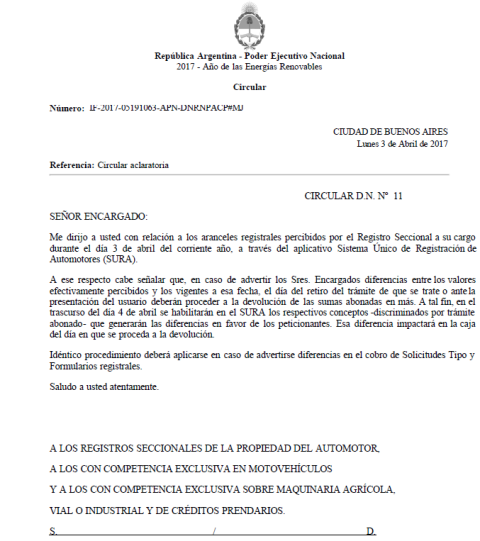 República Argentina - Poder Ejecutivo Nacional
2017 - Año de las Energías Renovables
Circular
Número: IF-2017-05191063-APN-DNRNPACP#MJ
CIUDAD DE BUENOS AIRES
Lunes 3 de Abril de 2017
Referencia: Circular aclaratoria
CIRCULAR D.N. Nº 11
SEÑOR ENCARGADO:
Me dirijo a usted con relación a los aranceles registrales percibidos por el Registro Seccional a su cargo
durante el día 3 de abril del corriente año, a través del aplicativo Sistema Único de Registración de
Automotores (SURA).
A ese respecto cabe señalar que, en caso de advertir los Sres. Encargados diferencias entre los valores
efectivamente percibidos y los vigentes a esa fecha, el día del retiro del trámite de que se trate o ante la
presentación del usuario deberán proceder a la devolución de las sumas abonadas en más. A tal fin, en el
trascurso del día 4 de abril se habilitarán en el SURA los respectivos conceptos -discriminados por trámite
abonado- que generarán las diferencias en favor de los peticionantes. Esa diferencia impactará en la caja
del día en que se proceda a la devolución.
Idéntico procedimiento deberá aplicarse en caso de advertirse diferencias en el cobro de Solicitudes Tipo y
Formularios registrales.
Saludo a usted atentamente.
A LOS REGISTROS SECCIONALES DE LA PROPIEDAD DEL AUTOMOTOR,
A LOS CON COMPETENCIA EXCLUSIVA EN MOTOVEHÍCULOS
Y A LOS CON COMPETENCIA EXCLUSIVA SOBRE MAQUINARIA AGRÍCOLA,
VIAL O INDUSTRIAL Y DE CRÉDITOS PRENDARIOS.
S. / D.